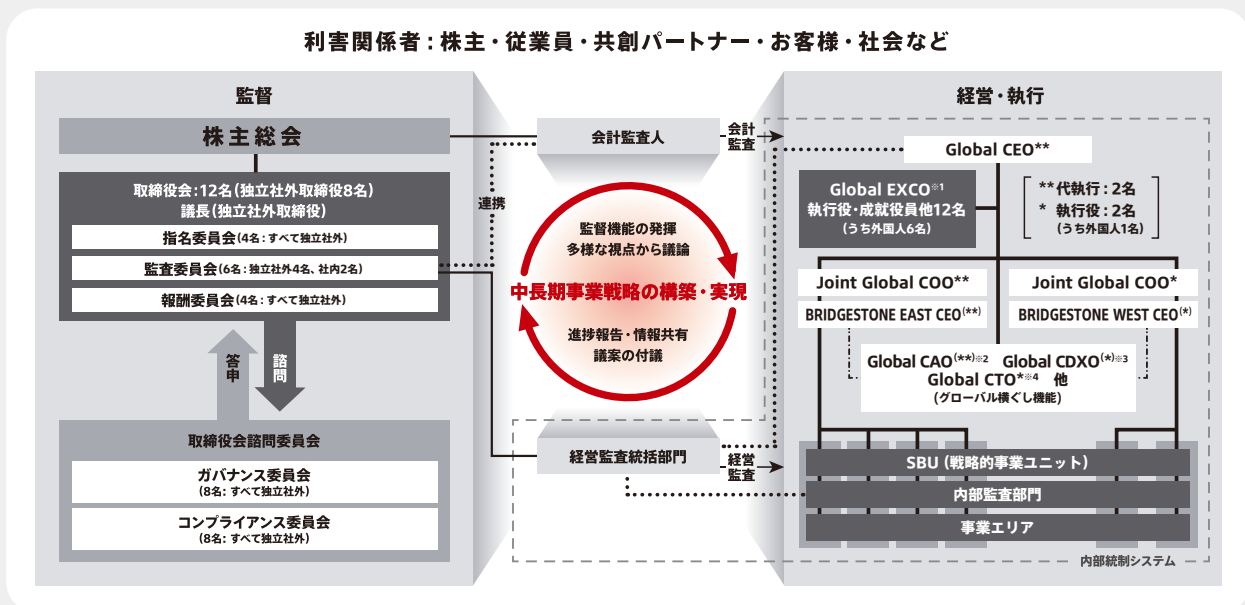 利害関係者：株主・従業員・共創パートナー・お客様・社会など
監督
株主総会
取締役会：12名（独立社外取締役8名）
議長（独立社外取締役）
指名委員会（4名：すべて独立社外）
監査委員会（6名：独立社外4名、社内2名）
報酬委員会（4名：すべて独立社外）
答申
諮問
取締役会諮問委員会
ガバナンス委員会
（8名：すべて独立社外）
コンプライアンス委員会
（8名：すべて独立社外）
会計監査人
会計
監査
連携
監督機能の発揮
多様な視点から議論
中長期事業戦略の構築・実現
進捗報告・情報共有
議案の付議
経営監査統括部門
経営
監査
経営・執行
Global CEO**
Global EXCO※1
執行役・成就役員他12名
（うち外国人6名）
**代執行：2名
* 執行役：2名
（うち外国人1名）
Joint Global COO**
BRIDGESTONE EAST CEO(**)
Joint Global COO*
BRIDGESTONE WEST CEO(*)
Global CAO(**)※2 Global CDXO(*)※3
Global CTO*※4 他
（グローバル横ぐし機能）
SBU（戦略的事業ユニット）
内部監査部門
事業エリア
内部統制システム